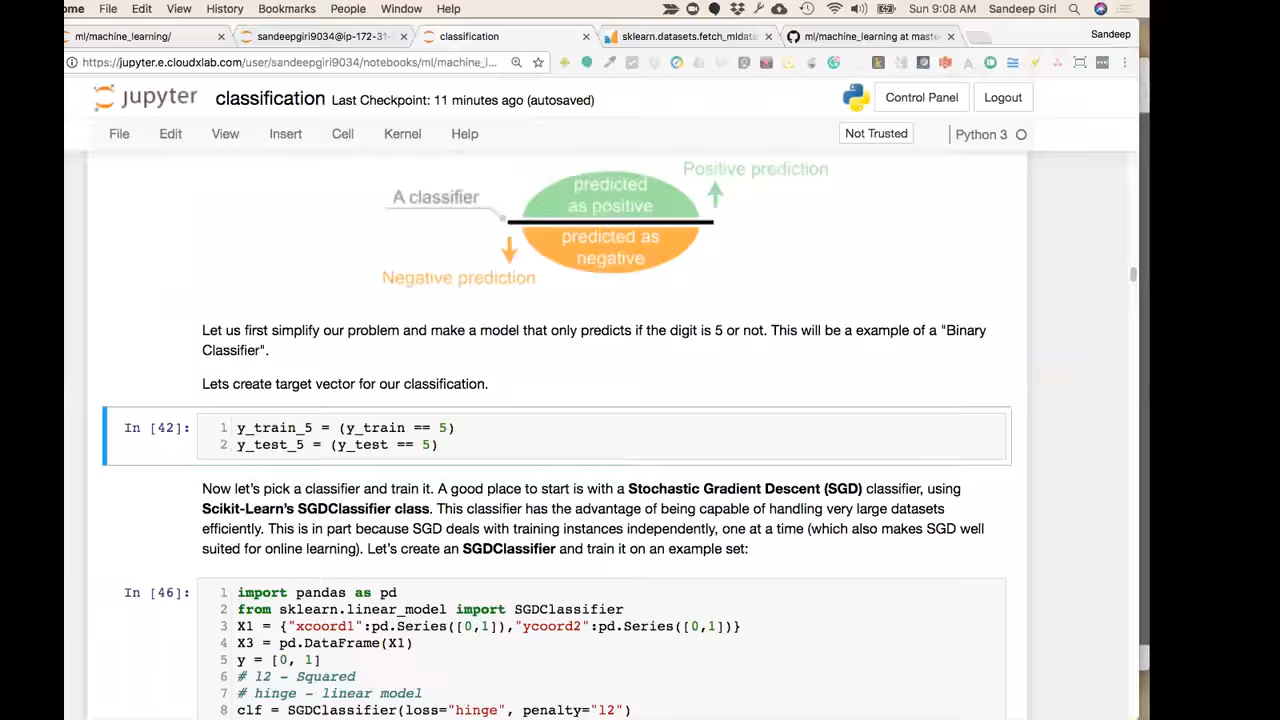 ome File Edit View History Bookmarks People Window Help Sun 9:08 AM Sandeep Giri
ml/machine_learning/ sandeepgiri9034@ip-172-31- classification sklearn.datasets.fetch_mldata ml/machine_learning at maste Sandeep
https://jupyter.e.cloudxlab.com/user/sandeepgiri9034/notebooks/ml/machine_l...
jupyter classification Last Checkpoint: 11 minutes ago (autosaved) Control Panel Logout
File Edit View Insert Cell Kernel Help Not Trusted Python 3
Positive prediction
predicted
as positive
A classifier
predicted as
negative
Negative prediction
Let us first simplify our problem and make a model that only predicts if the digit is 5 or not. This will be a example of a "Binary
Classifier".
Lets create target vector for our classification.
In [42]: 1 y_train_5 = (y_train == 5)
2 y_test_5 = (y_test == 5)
Now let's pick a classifier and train it. A good place to start is with a Stochastic Gradient Descent (SGD) classifier, using
Scikit-Learn's SGDClassifier class. This classifier has the advantage of being capable of handling very large datasets
efficiently. This is in part because SGD deals with training instances independently, one at a time (which also makes SGD well
suited for online learning). Let's create an SGDClassifier and train it on an example set:
In [46]: 1 import pandas as pd
2 from sklearn.linear_model import SGDClassifier
3 X1 = {"xcoord1":pd.Series([0,1]),"ycoord2":pd.Series([0,1])}
4 X3 = pd.DataFrame(X1)
5 y = [0, 1]
6 # l2 - Squared
7 # hinge - linear model
8 clf = SGDClassifier(loss="hinge", penalty="l2")